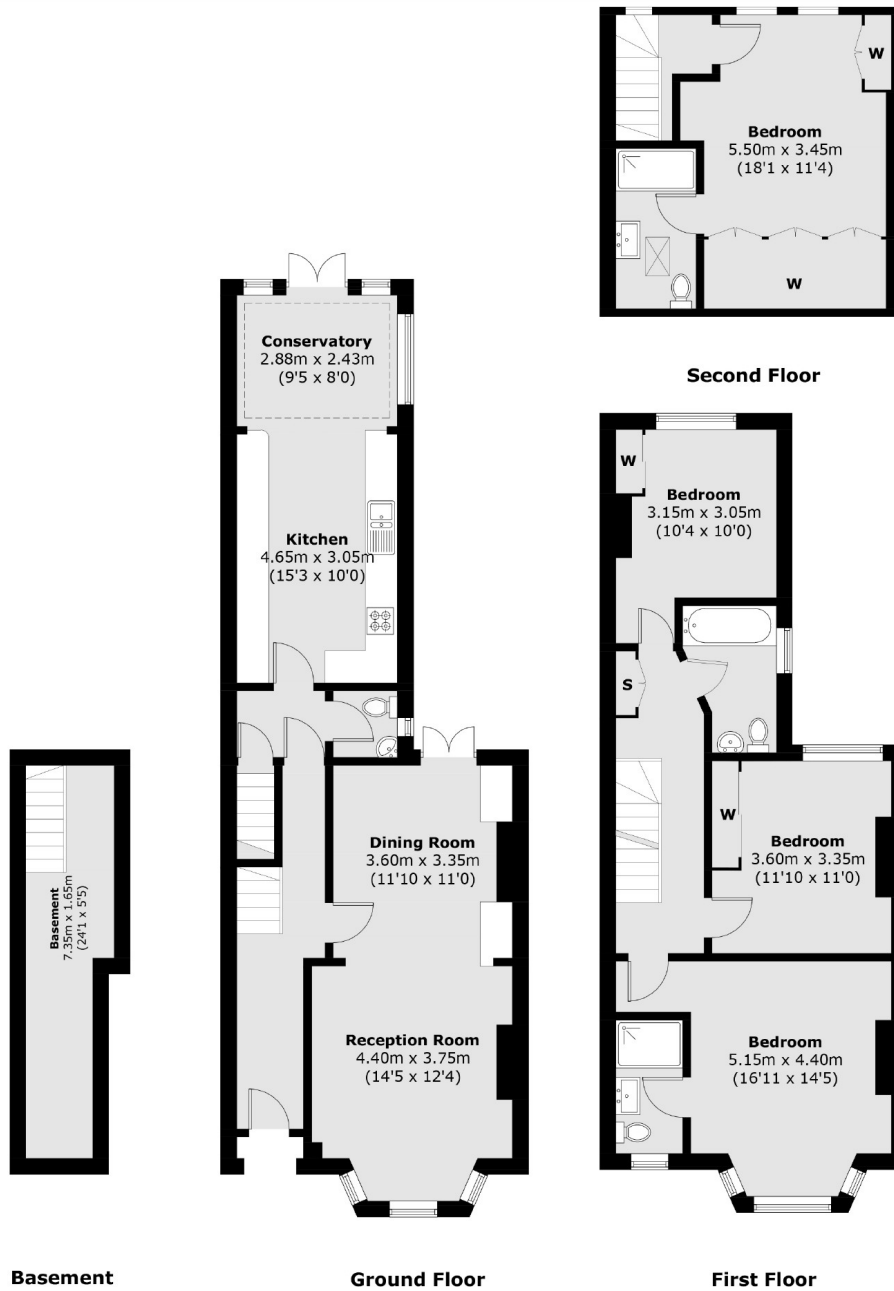 W
Bedroom
5.50m x 3.45m
(18'1 x 11'4)
W
Second Floor
Conservatory
2.88m x 2.43m
(9'5 x 8'0)
Kitchen
4.65m x 3.05m
(15'3 x 10'0)
Dining Room
3.60m x 3.35m
(11'10 x 11'0)
Reception Room
4.40m x 3.75m
(14'5 x 12'4)
Ground Floor
W
Bedroom
3.15m x 3.05m
(10'4 x 10'0)
S
W
Bedroom
3.60m x 3.35m
(11'10 x 11'0)
Bedroom
5.15m x 4.40m
(16'11 x 14'5)
First Floor
Basement
7.35m x 1.65m
(24'1 x 5'5)
Basement